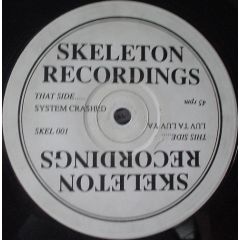 SKELETON
RECORDINGS
THAT SIDE.....
SYSTEM CRASHED
SKEL 001
45 rpm
THIS SIDE.....
LUV TA LUV YA
SKELETON
RECORDINGS